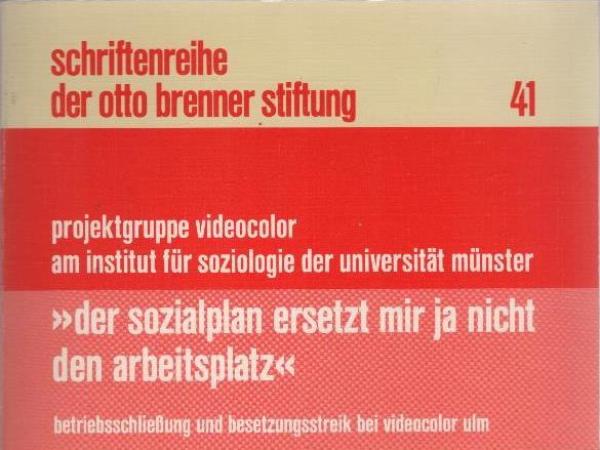 schriftenreihe
der otto brenner stiftung 41
projektgruppe videocolor
am institut für soziologie der universität münster
»der sozialplan ersetzt mir ja nicht
den arbeitsplatz«
betriebsschließung und besetzungsstreik bei videocolor ulm